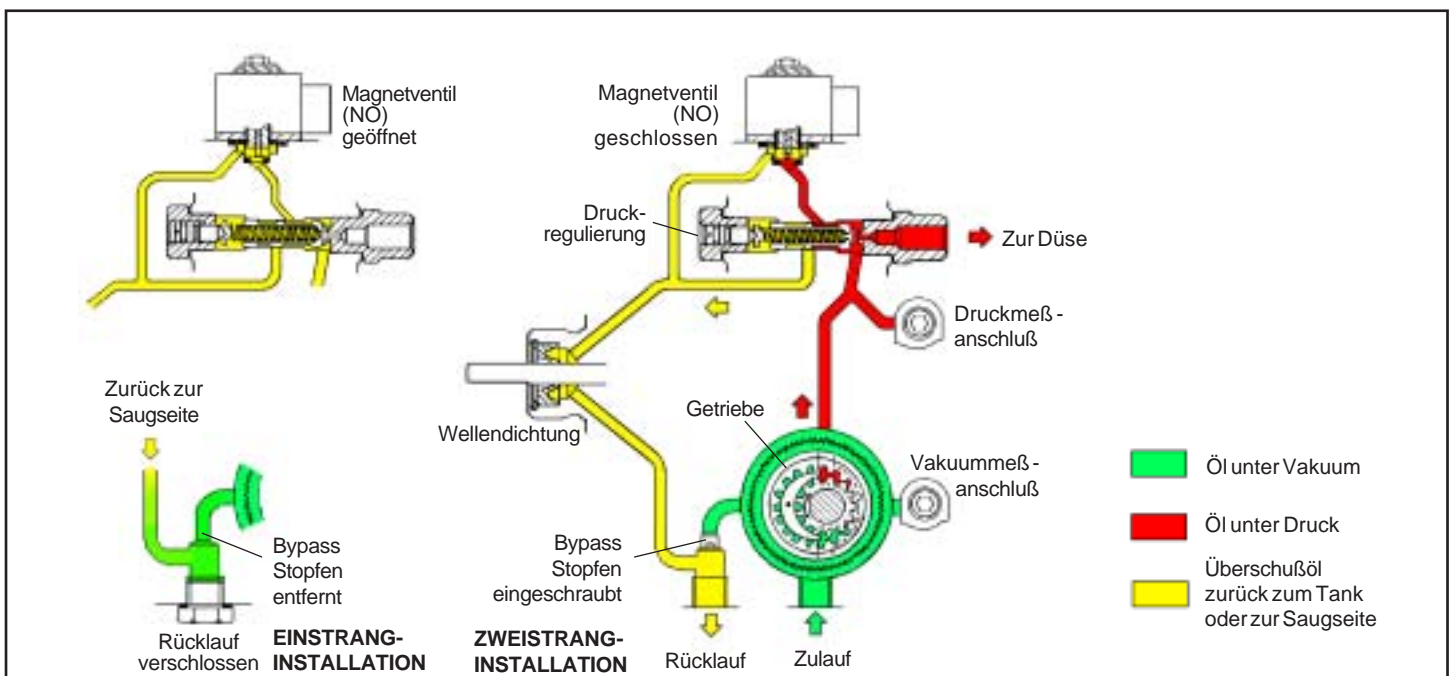 Magnetventil
(NO)
geöffnet
Magnetventil
(NO)
geschlossen
Druck-
regulierung
Zur Düse
Druckmeß -
anschluß
Zurück zur
Saugseite
Wellendichtung
Getriebe
Vakuummeß -
anschluß
Bypass
Stopfen
entfernt
Bypass
Stopfen
eingeschraubt
Rücklauf
verschlossen
EINSTRANG-
INSTALLATION
ZWEISTRANG-
INSTALLATION
Rücklauf
Zulauf
Öl unter Vakuum
Öl unter Druck
Überschußöl
zurück zum Tank
oder zur Saugseite